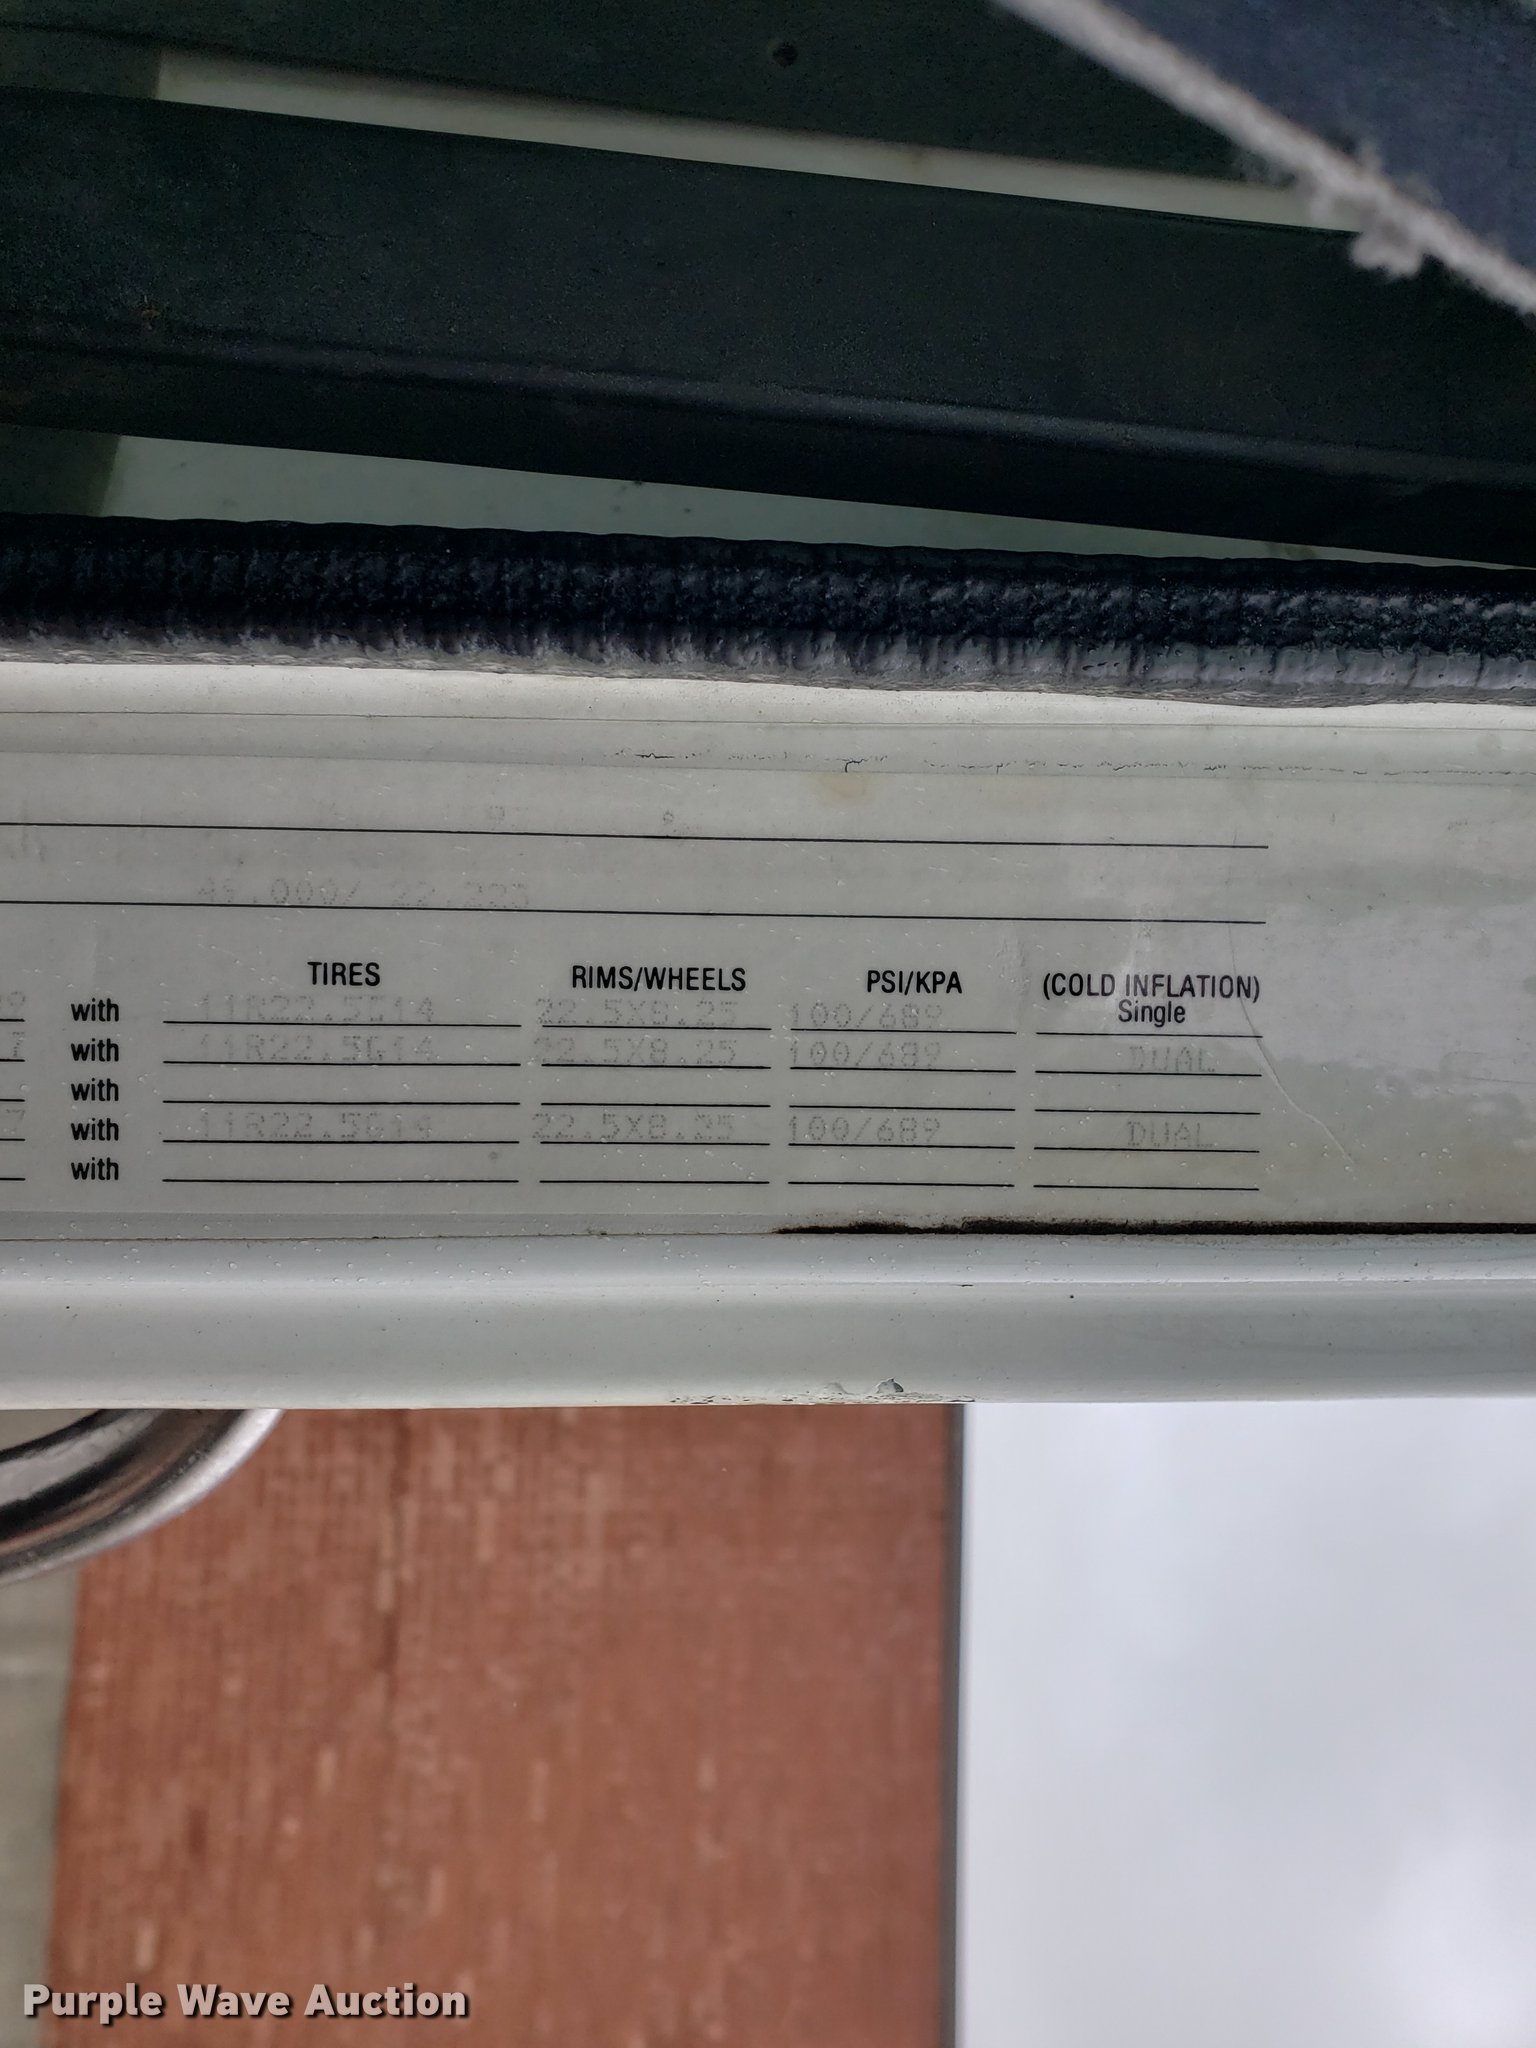 TIRES RIMS/WHEELS PSI/KPA (COLD INFLATION)
with 11R22.5G14 22.5X8.25 100/689 Single
with 11R22.5G14 22.5X8.25 100/689 DUAL
with
with 11R22.5G14 22.5X8.25 100/689 DUAL
with
Purple Wave Auction